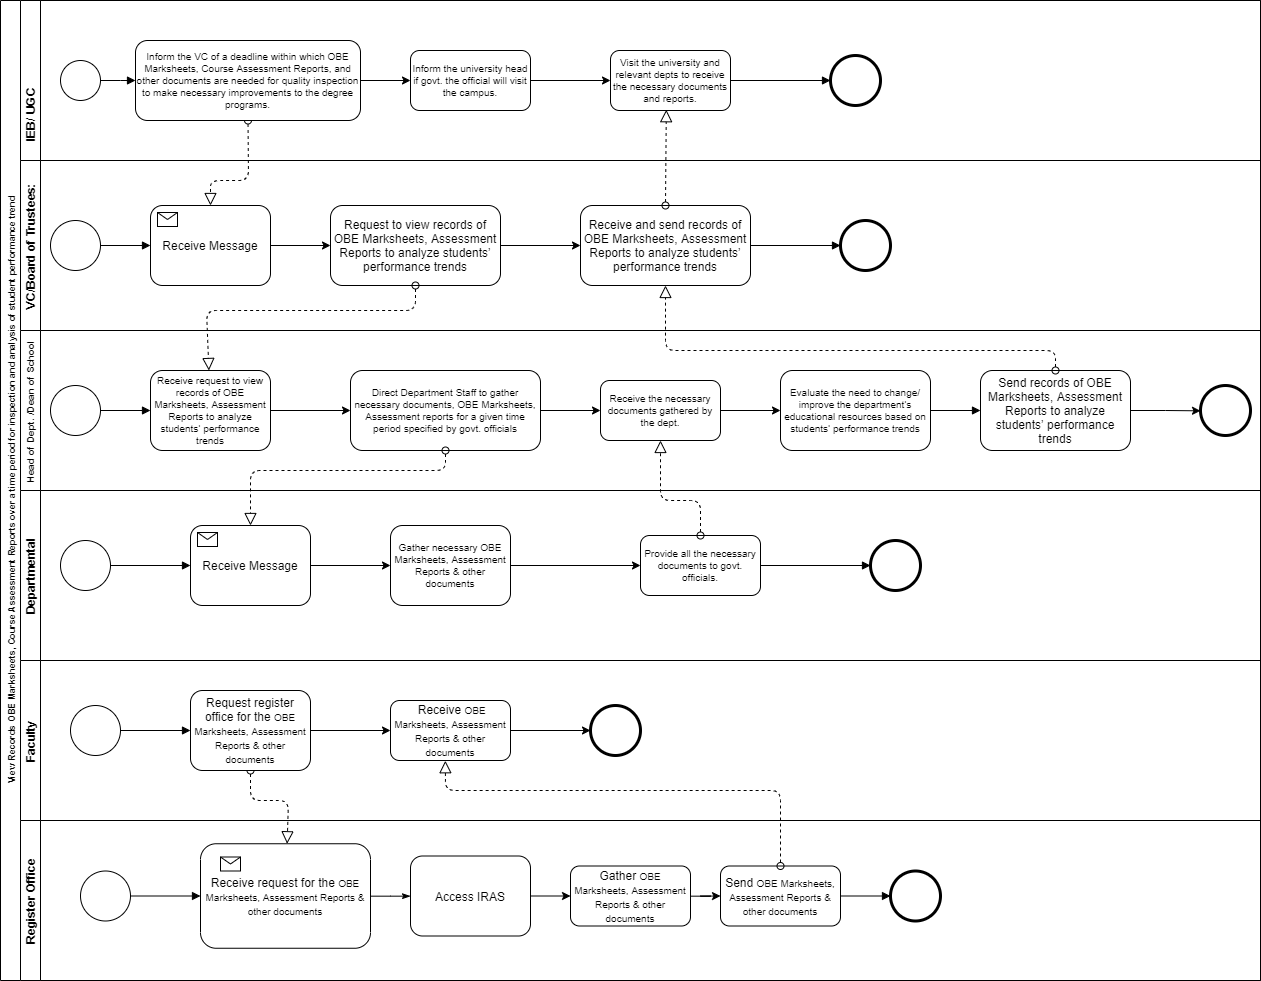 View Records OBE Marksheets, Course Assessment Reports over a time period for inspection and analysis of student performance trend
IEB/ UGC
Inform the VC of a deadline within which OBE
Marksheets, Course Assessment Reports, and
other documents are needed for quality inspection
to make necessary improvements to the degree
programs.
Inform the university head
if govt. the official will visit
the campus.
Visit the university and
relevant depts to receive
the necessary documents
and reports.
VC/Board of Trustees:
Receive Message
Request to view records of
OBE Marksheets, Assessment
Reports to analyze students'
performance trends
Receive and send records of
OBE Marksheets, Assessment
Reports to analyze students'
performance trends
Head of Dept. /Dean of School
Receive request to view
records of OBE
Marksheets, Assessment
Reports to analyze
students' performance
trends
Direct Department Staff to gather
necessary documents, OBE Marksheets,
Assessment reports for a given time
period specified by govt. officials
Receive the necessary
documents gathered by
the dept.
Evaluate the need to change/
improve the department's
educational resources based on
students' performance trends
Send records of OBE
Marksheets, Assessment
Reports to analyze
students' performance
trends
Departmental
Receive Message
Gather necessary OBE
Marksheets, Assessment
Reports & other
documents
Provide all the necessary
documents to govt.
officials.
Faculty
Request register
office for the OBE
Marksheets, Assessment
Reports & other
documents
Receive OBE
Marksheets, Assessment
Reports & other
documents
Register Office
Receive request for the OBE
Marksheets, Assessment Reports &
other documents
Access IRAS
Gather OBE
Marksheets, Assessment
Reports & other
documents
Send OBE Marksheets,
Assessment Reports &
other documents